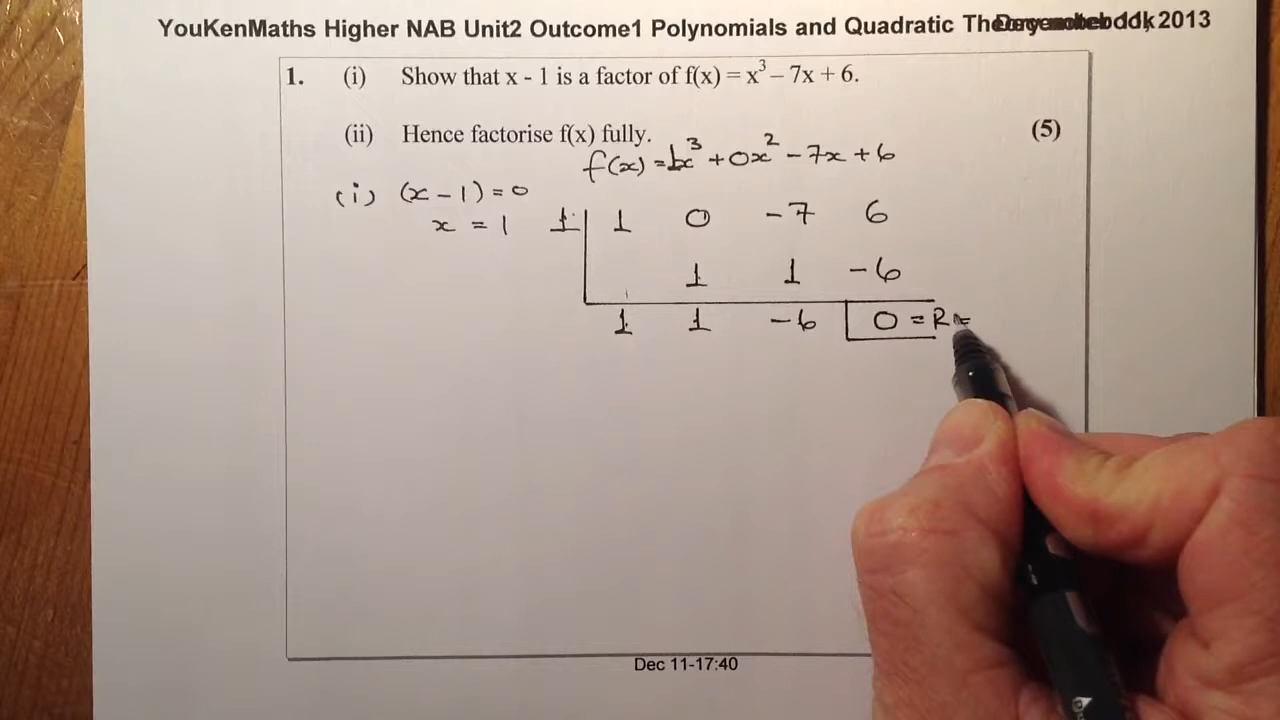 YouKenMaths Higher NAB Unit2 Outcome1 Polynomials and Quadratic 2013
1. (i) Show that x - 1 is a factor of f(x) = x³ – 7x + 6.
(ii) Hence factorise f(x) fully. (5)
f(x) = 1x³ + 0x² - 7x + 6
(i) (x - 1) = 0
x = 1
1 1 0 -7 6
1 1 -6
1 1 -6 0 = R =
Dec 11-17:40